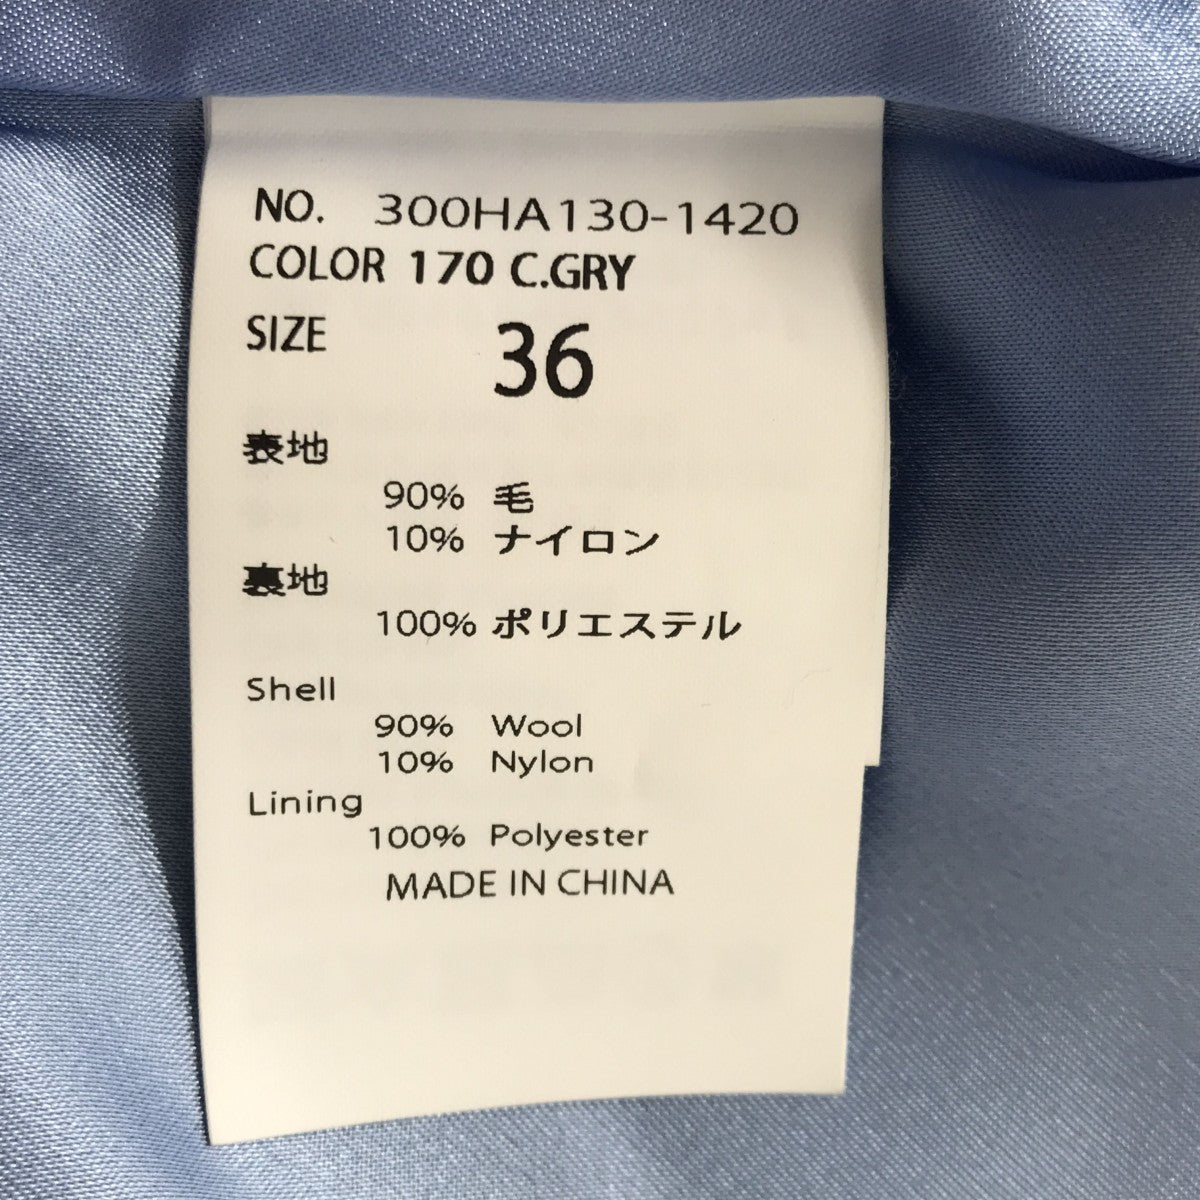 NO. 300HA130-1420
COLOR 170 C.GRY
SIZE 36
表地
90% 毛
10% ナイロン
裏地
100% ポリエステル
Shell
90% Wool
10% Nylon
Lining
100% Polyester
MADE IN CHINA